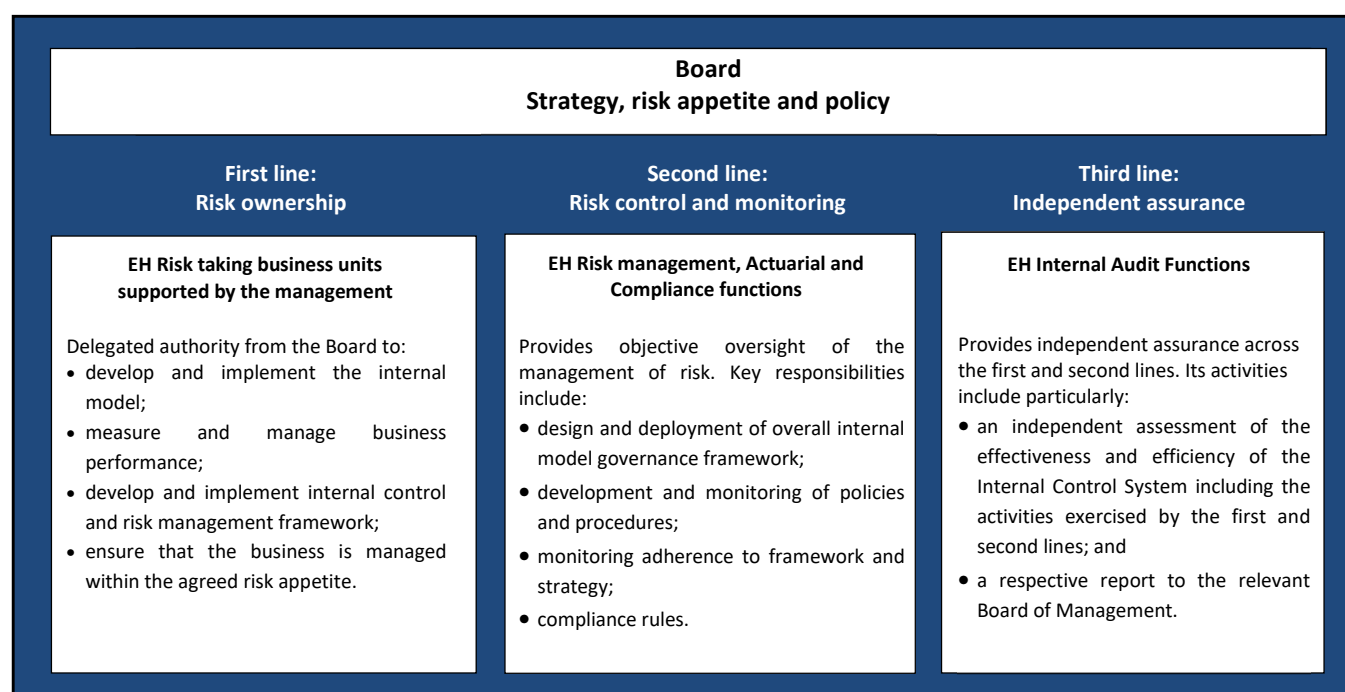 Board
Strategy, risk appetite and policy
First line:
Risk ownership
EH Risk taking business units
supported by the management
Delegated authority from the Board to:
• develop and implement the internal
model;
• measure and manage business
performance;
• develop and implement internal control
and risk management framework;
• ensure that the business is managed
within the agreed risk appetite.
Second line:
Risk control and monitoring
EH Risk management, Actuarial and
Compliance functions
Provides objective oversight of the
management of risk. Key responsibilities
include:
• design and deployment of overall internal
model governance framework;
• development and monitoring of policies
and procedures;
• monitoring adherence to framework and
strategy;
• compliance rules.
Third line:
Independent assurance
EH Internal Audit Functions
Provides independent assurance across
the first and second lines. Its activities
include particularly:
• an independent assessment of the
effectiveness and efficiency of the
Internal Control System including the
activities exercised by the first and
second lines; and
• a respective report to the relevant
Board of Management.